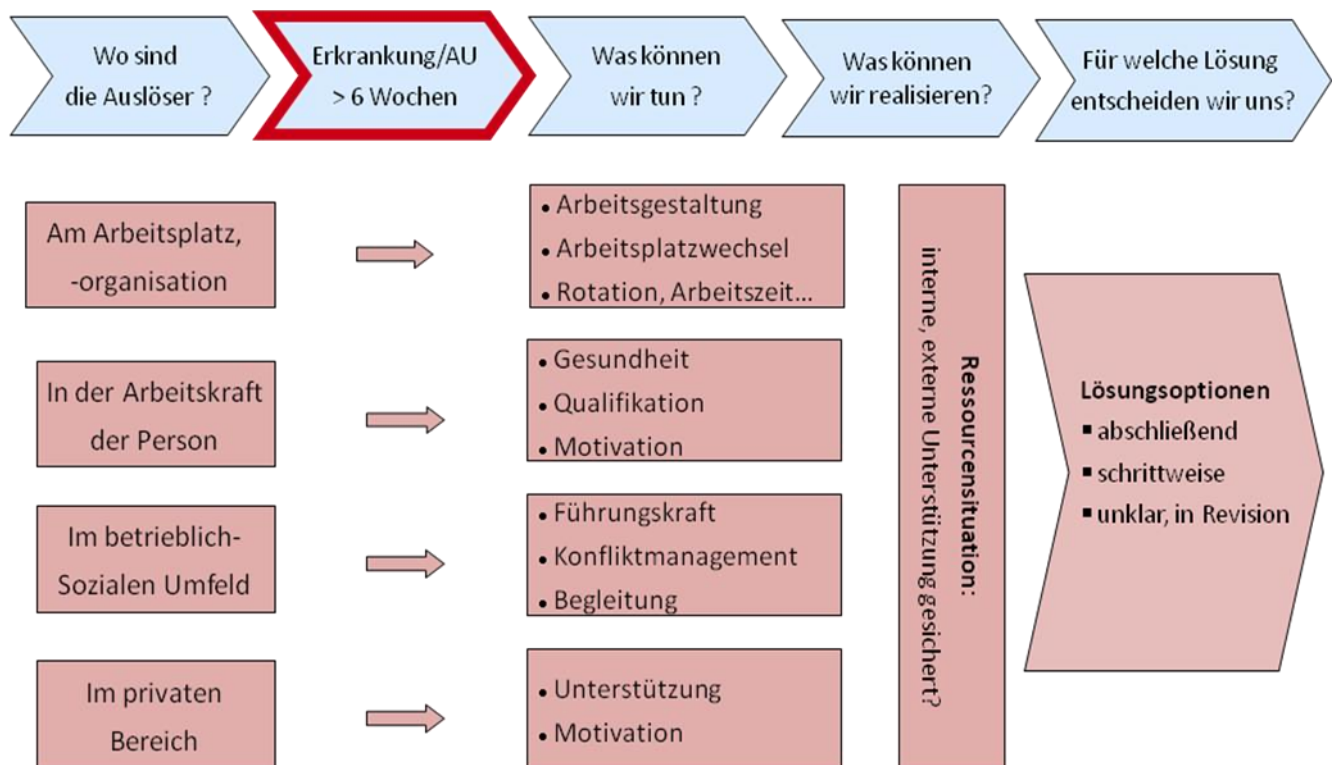 Wo sind
die Auslöser ?
Erkrankung/AU
> 6 Wochen
Was können
wir tun ?
Was können
wir realisieren?
Für welche Lösung
entscheiden wir uns?
Am Arbeitsplatz,
-organisation
• Arbeitsgestaltung
• Arbeitsplatzwechsel
• Rotation, Arbeitszeit...
In der Arbeitskraft
der Person
• Gesundheit
• Qualifikation
• Motivation
Im betrieblich-
Sozialen Umfeld
• Führungskraft
• Konfliktmanagement
• Begleitung
Im privaten
Bereich
• Unterstützung
• Motivation
Ressourcensituation:
interne, externe Unterstützung gesichert?
Lösungsoptionen
▪ abschließend
▪ schrittweise
▪ unklar, in Revision